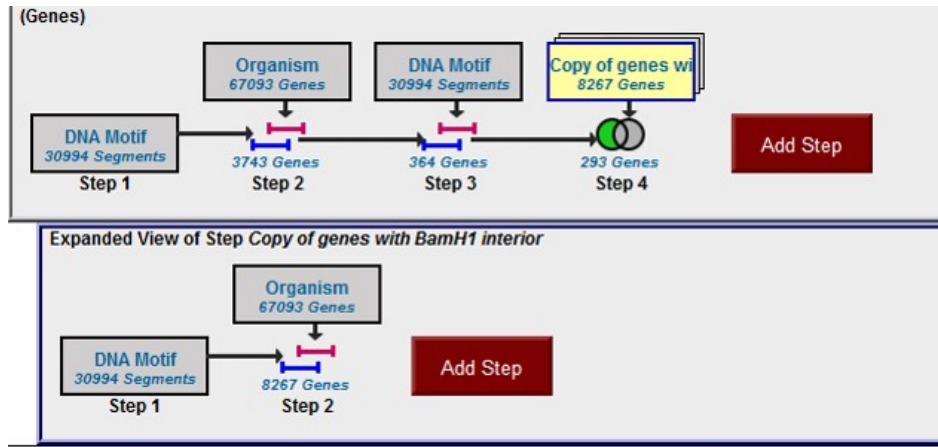 (Genes)
Organism
67093 Genes
DNA Motif
30994 Segments
Copy of genes wi
8267 Genes
DNA Motif
30994 Segments
Step 1
3743 Genes
Step 2
364 Genes
Step 3
293 Genes
Step 4
Add Step
Expanded View of Step Copy of genes with BamH1 interior
Organism
67093 Genes
DNA Motif
30994 Segments
Step 1
8267 Genes
Step 2
Add Step